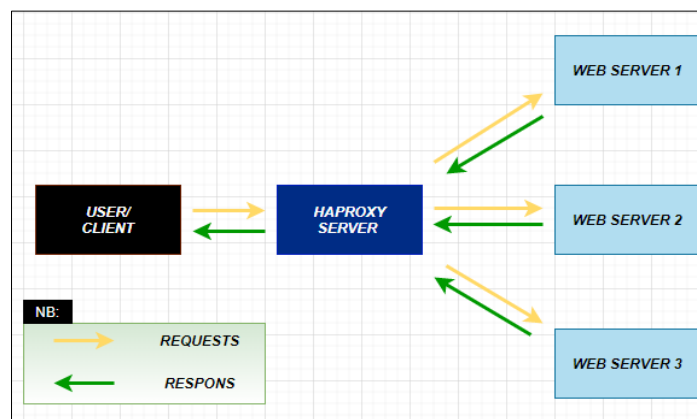 WEB SERVER 1
USER/
CLIENT
HAPROXY
SERVER
WEB SERVER 2
NB:
REQUESTS
RESPONS
WEB SERVER 3